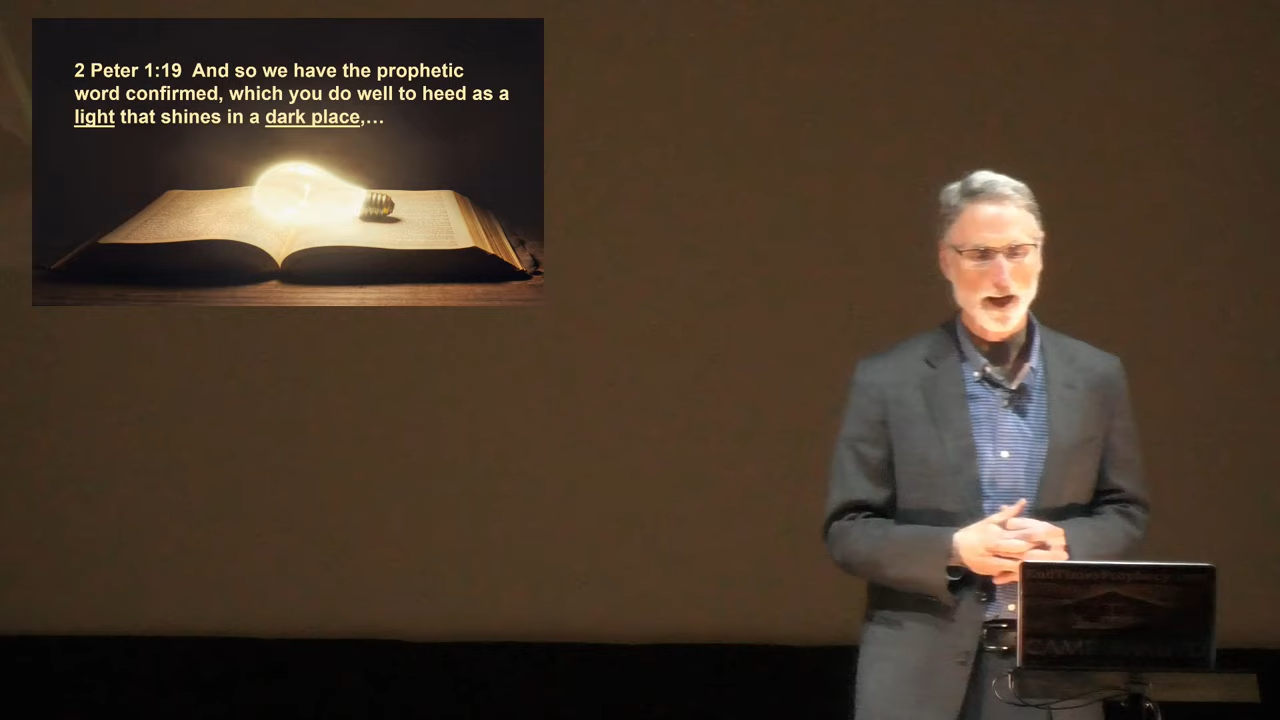 2 Peter 1:19  And so we have the prophetic
word confirmed, which you do well to heed as a
light that shines in a dark place,…